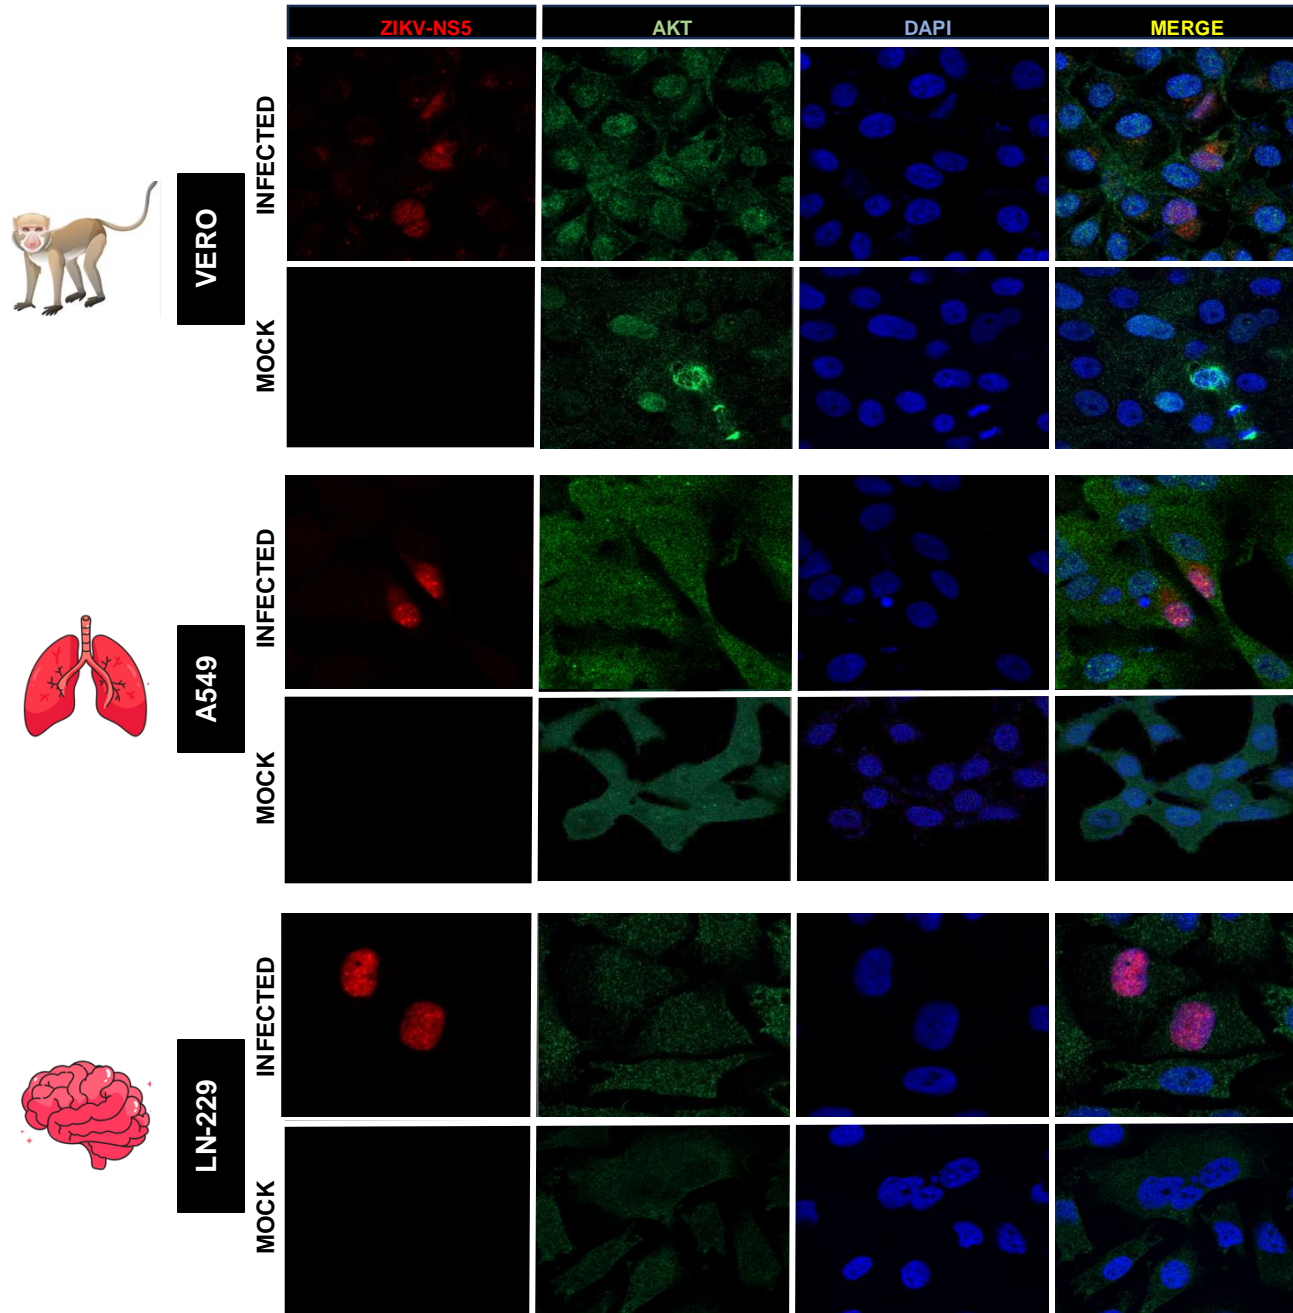 ZIKV-NS5 AKT DAPI MERGE
VERO
INFECTED
MOCK
A549
INFECTED
MOCK
LN-229
INFECTED
MOCK